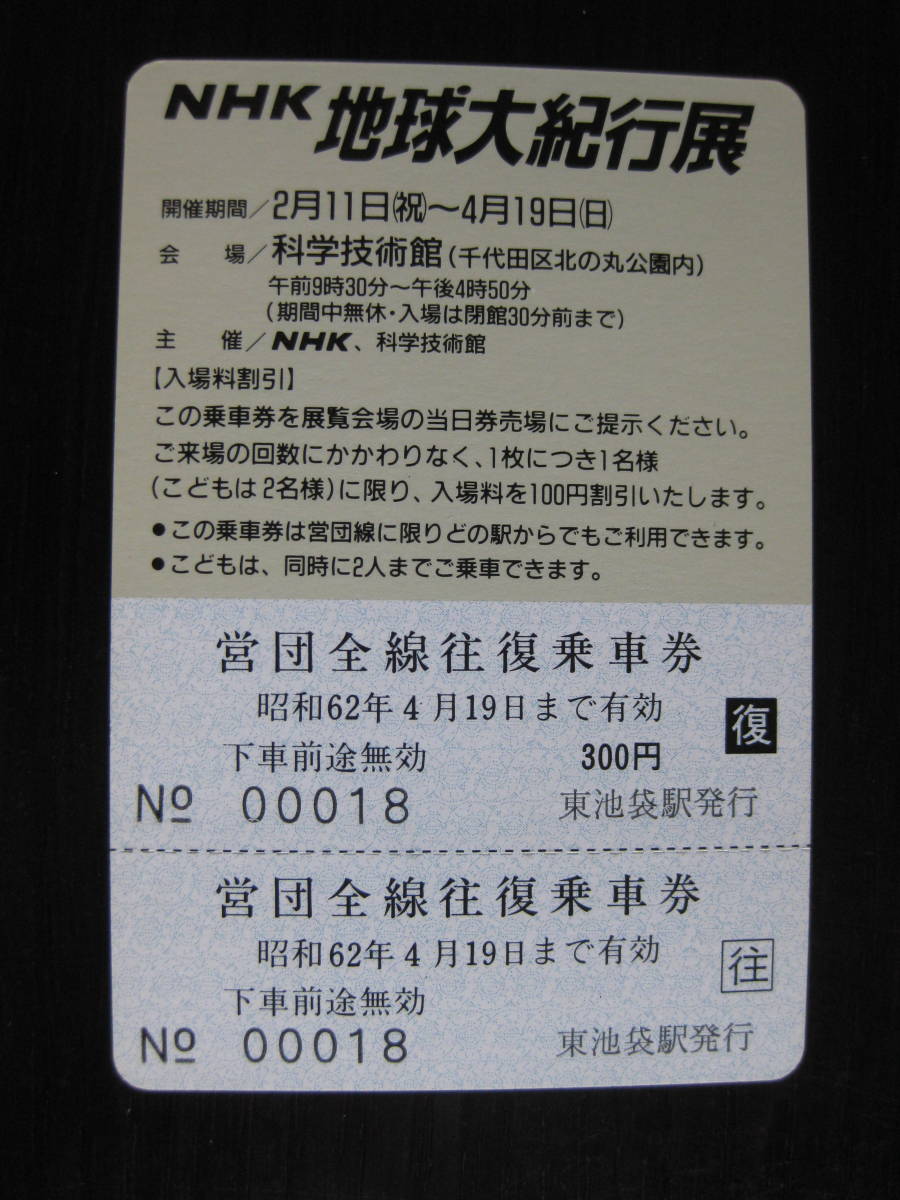 NHK 地球大紀行展
開催期間/2月11日㈷〜4月19日㈰
会 場/科学技術館(千代田区北の丸公園内)
午前9時30分〜午後4時50分
(期間中無休・入場は閉館30分前まで)
主 催/NHK、科学技術館
【入場料割引】
この乗車券を展覧会場の当日券売場にご提示ください。
ご来場の回数にかかわりなく、1枚につき1名様
(こどもは2名様)に限り、入場料を100円割引いたします。
●この乗車券は営団線に限りどの駅からでもご利用できます。
●こどもは、同時に2人までご乗車できます。
営団全線往復乗車券
昭和62年4月19日まで有効
復
下車前途無効 300円
№ 00018 東池袋駅発行
営団全線往復乗車券
昭和62年4月19日まで有効
往
下車前途無効
№ 00018 東池袋駅発行